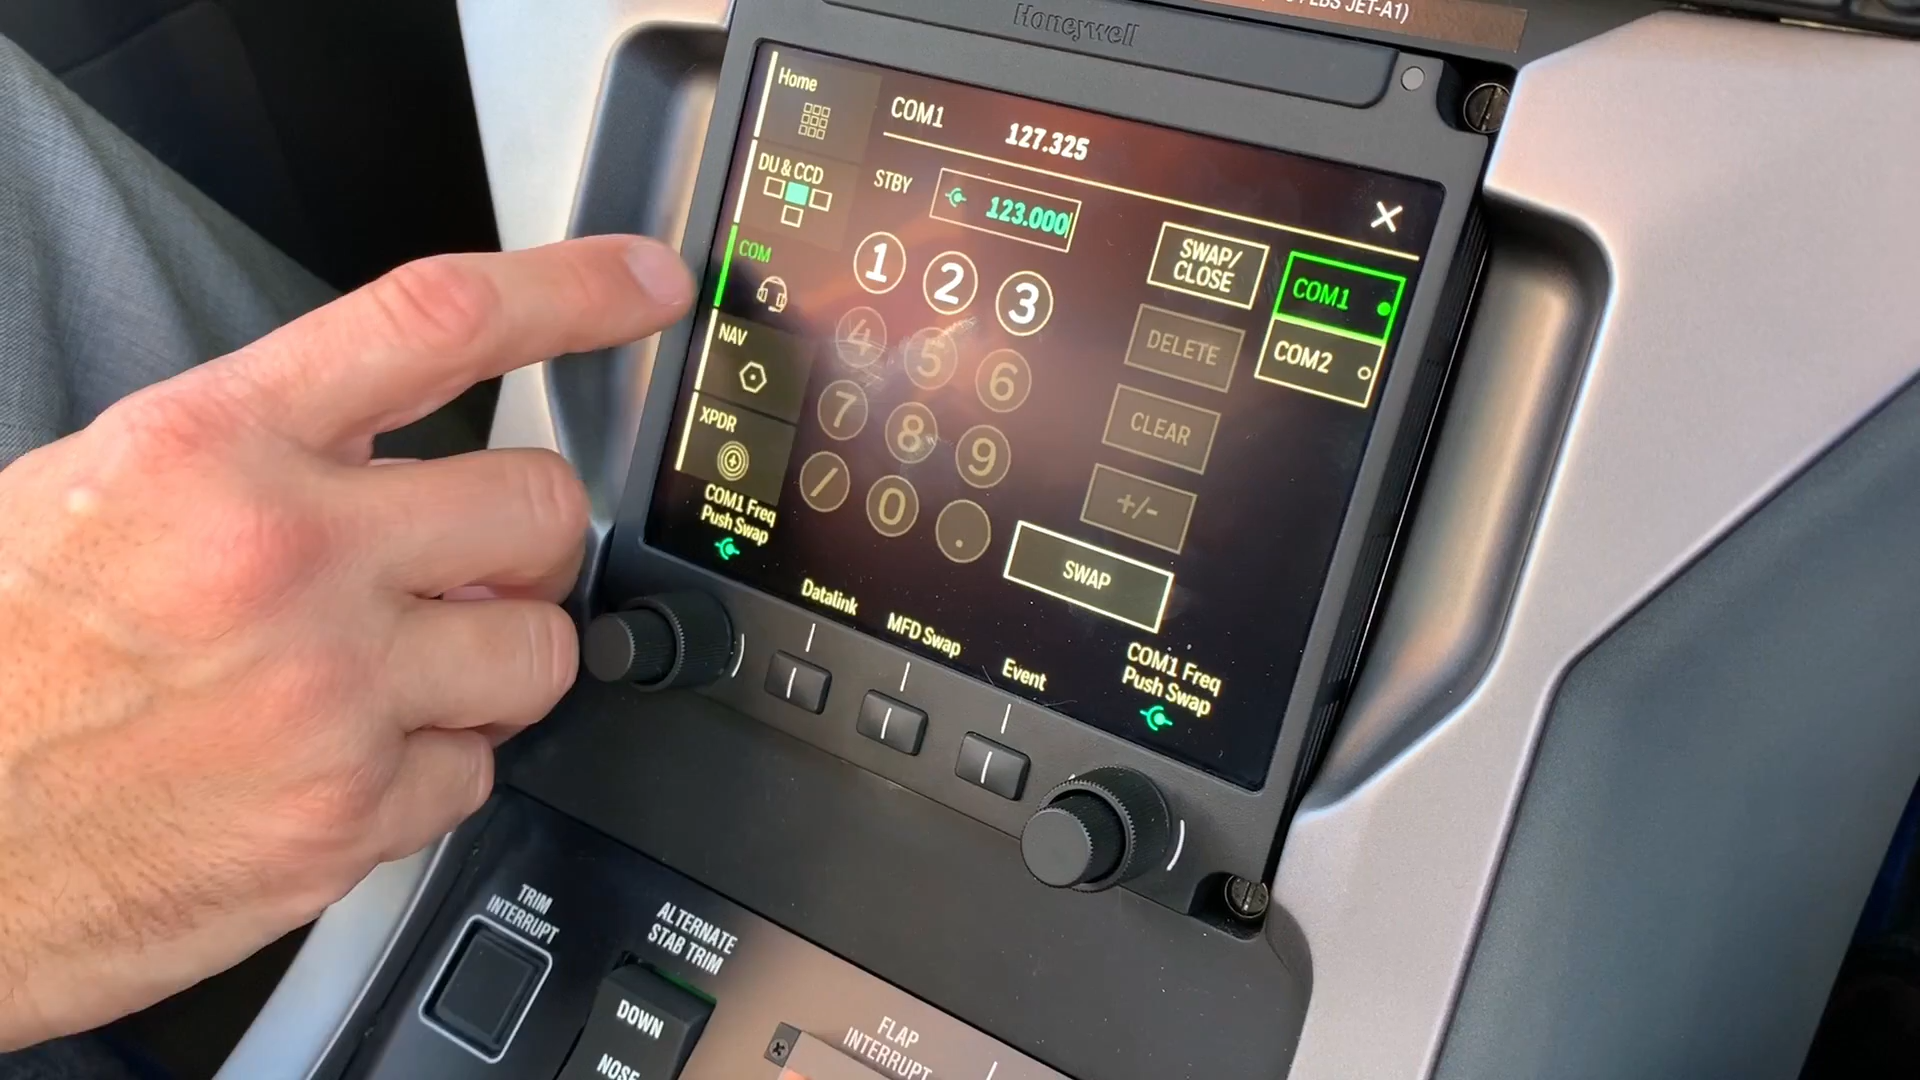 LBS JET-A1)
Honeywell
Home
COM1
127.325
DU & CCD
STBY
123.000
COM
1
2
3
SWAP/
CLOSE
COM1
NAV
4
5
6
DELETE
COM2
XPDR
7
8
9
CLEAR
/
0
.
+/-
SWAP
COM1 Freq
Push Swap
Datalink
MFD Swap
Event
COM1 Freq
Push Swap
TRIM
INTERRUPT
ALTERNATE
STAB TRIM
DOWN
NOSE
FLAP
INTERRUPT